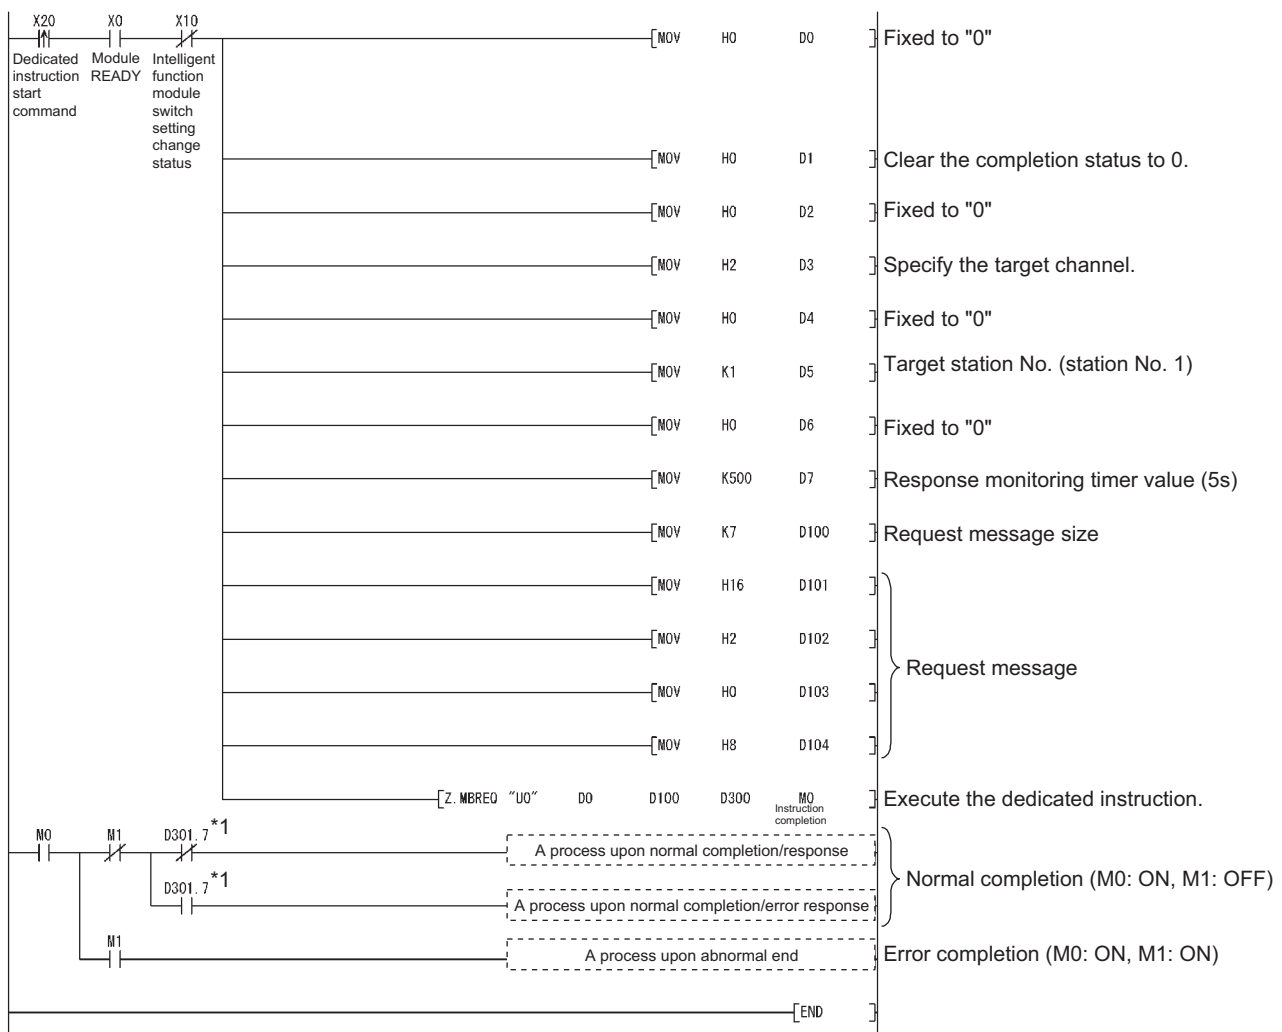 X20 X0 X10
[MOV H0 D0 ] Fixed to "0"
Dedicated instruction start command
Module READY
Intelligent function module switch setting change status
[MOV H0 D1 ] Clear the completion status to 0.
[MOV H0 D2 ] Fixed to "0"
[MOV H2 D3 ] Specify the target channel.
[MOV H0 D4 ] Fixed to "0"
[MOV K1 D5 ] Target station No. (station No. 1)
[MOV H0 D6 ] Fixed to "0"
[MOV K500 D7 ] Response monitoring timer value (5s)
[MOV K7 D100 ] Request message size
[MOV H16 D101 ]
[MOV H2 D102 ]
Request message
[MOV H0 D103 ]
[MOV H8 D104 ]
[Z.MBREQ "U0" D0 D100 D300 M0 ] Execute the dedicated instruction.
Instruction completion
M0 M1 D301.7 *1
A process upon normal completion/response
Normal completion (M0: ON, M1: OFF)
D301.7 *1
A process upon normal completion/error response
M1
A process upon abnormal end
Error completion (M0: ON, M1: ON)
[END ]